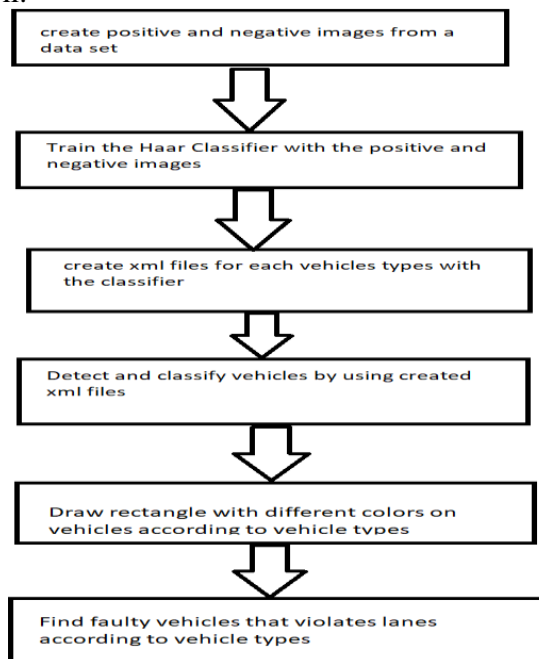 create positive and negative images from a
data set
Train the Haar Classifier with the positive and
negative images
create xml files for each vehicles types with
the classifier
Detect and classify vehicles by using created
xml files
Draw rectangle with different colors on
vehicles according to vehicle types
Find faulty vehicles that violates lanes
according to vehicle types